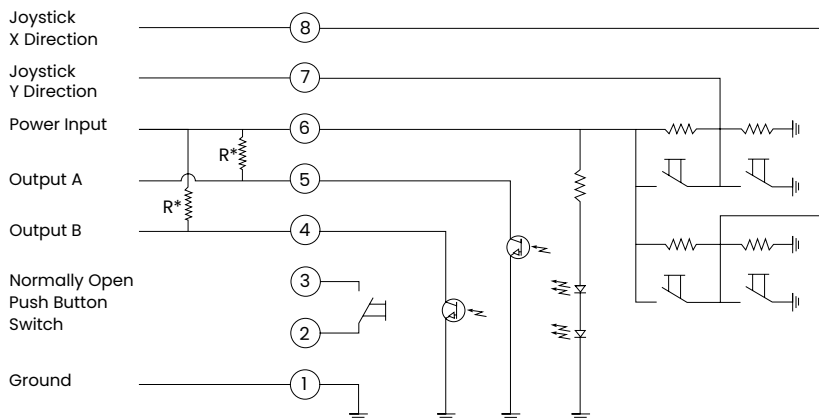 Joystick
X Direction
8
Joystick
Y Direction
7
Power Input
6
R*
Output A
5
R*
Output B
4
Normally Open
Push Button
Switch
3
2
Ground
1